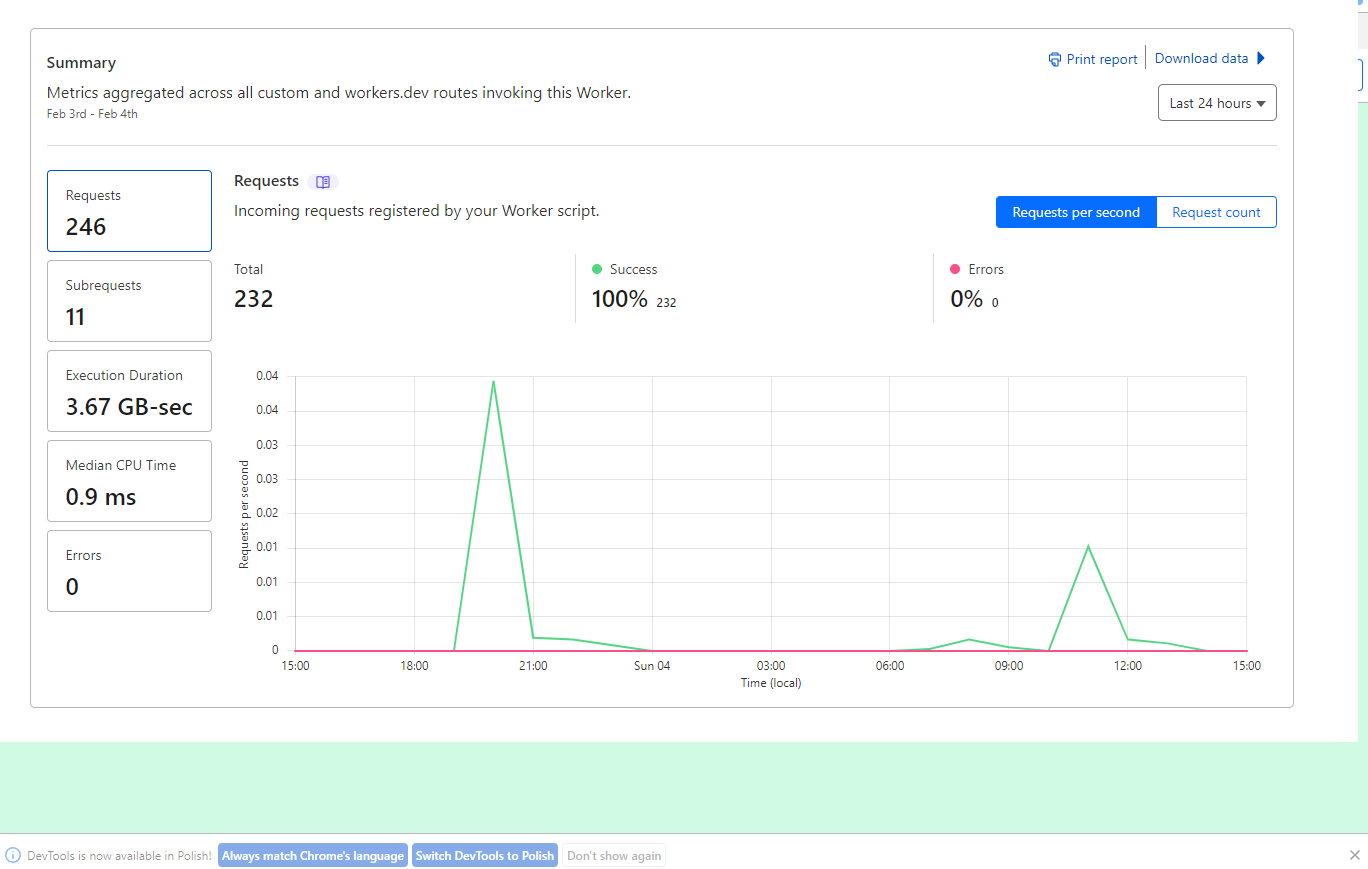 Summary
Print report
Download data
Metrics aggregated across all custom and workers.dev routes invoking this Worker.
Feb 3rd - Feb 4th
Last 24 hours
Requests
246
Subrequests
11
Execution Duration
3.67 GB-sec
Median CPU Time
0.9 ms
Errors
0
Requests
Incoming requests registered by your Worker script.
Requests per second
Request count
Total
232
Success
100% 232
Errors
0% 0
Requests per second
0.04
0.04
0.03
0.03
0.02
0.01
0.01
0.01
0
15:00 18:00 21:00 Sun 04 03:00 06:00 09:00 12:00 15:00
Time (local)
DevTools is now available in Polish! Always match Chrome's language Switch DevTools to Polish Don't show again